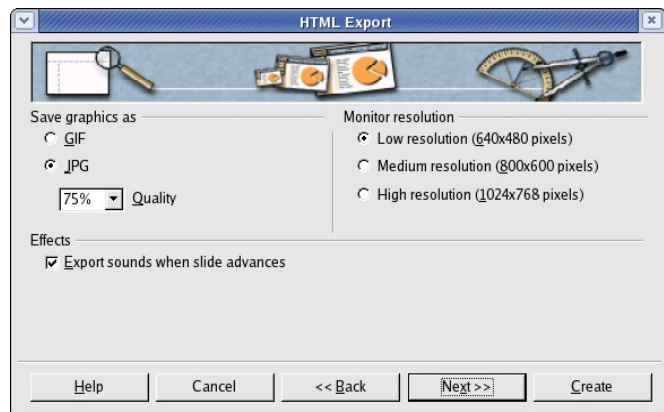 HTML Export
Save graphics as
GIF
JPG
75% Quality
Monitor resolution
Low resolution (640x480 pixels)
Medium resolution (800x600 pixels)
High resolution (1024x768 pixels)
Effects
Export sounds when slide advances
Help Cancel << Back Next >> Create